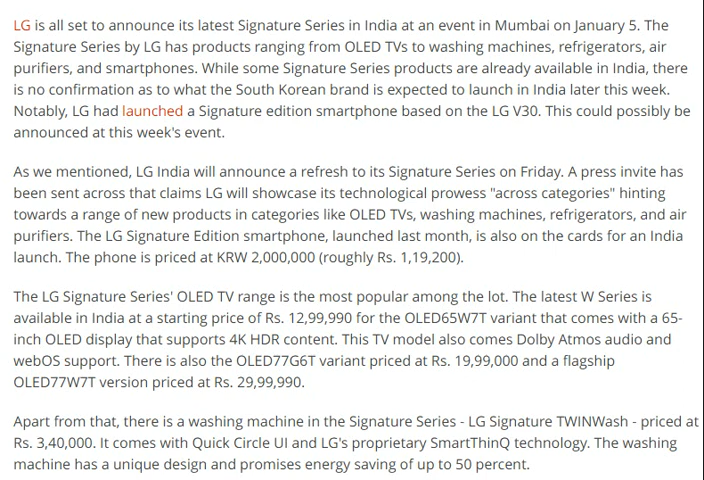 LG is all set to announce its latest Signature Series in India at an event in Mumbai on January 5. The
Signature Series by LG has products ranging from OLED TVs to washing machines, refrigerators, air
purifiers, and smartphones. While some Signature Series products are already available in India, there
is no confirmation as to what the South Korean brand is expected to launch in India later this week.
Notably, LG had launched a Signature edition smartphone based on the LG V30. This could possibly be
announced at this week's event.
As we mentioned, LG India will announce a refresh to its Signature Series on Friday. A press invite has
been sent across that claims LG will showcase its technological prowess "across categories" hinting
towards a range of new products in categories like OLED TVs, washing machines, refrigerators, and air
purifiers. The LG Signature Edition smartphone, launched last month, is also on the cards for an India
launch. The phone is priced at KRW 2,000,000 (roughly Rs. 1,19,200).
The LG Signature Series' OLED TV range is the most popular among the lot. The latest W Series is
available in India at a starting price of Rs. 12,99,990 for the OLED65W7T variant that comes with a 65-
inch OLED display that supports 4K HDR content. This TV model also comes Dolby Atmos audio and
webOS support. There is also the OLED77G6T variant priced at Rs. 19,99,000 and a flagship
OLED77W7T version priced at Rs. 29,99,990.
Apart from that, there is a washing machine in the Signature Series - LG Signature TWINWash - priced at
Rs. 3,40,000. It comes with Quick Circle UI and LG's proprietary SmartThinQ technology. The washing
machine has a unique design and promises energy saving of up to 50 percent.